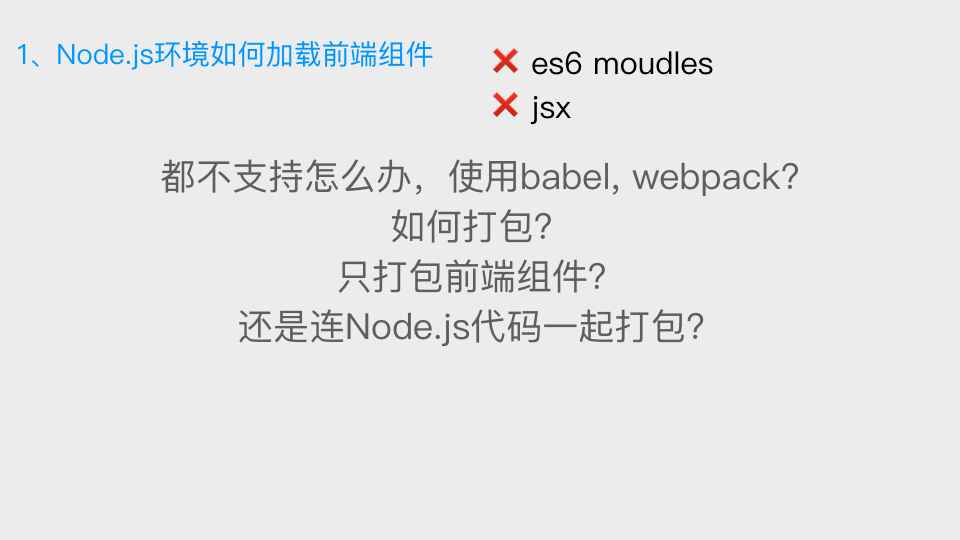 1、Node.js环境如何加载前端组件
❌ es6 moudles
❌ jsx
都不支持怎么办，使用babel, webpack?
如何打包?
只打包前端组件?
还是连Node.js代码一起打包?